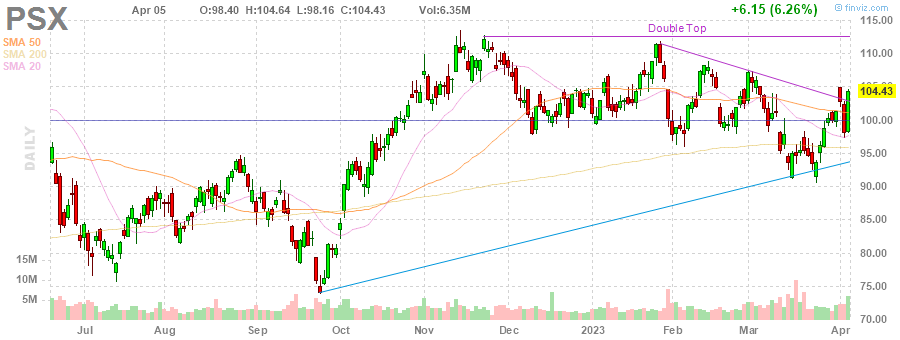 PSX Apr 05 O:98.40 H:104.64 L:98.16 C:104.43 Vol:6.35M +6.15 (6.26%) © finviz.com
SMA 50
SMA 200
SMA 20
Double Top
DAILY
115.00
110.00
105.00
104.43
100.00
95.00
90.00
85.00
80.00
75.00
70.00
15M
10M
5M
Jul Aug Sep Oct Nov Dec 2023 Feb Mar Apr